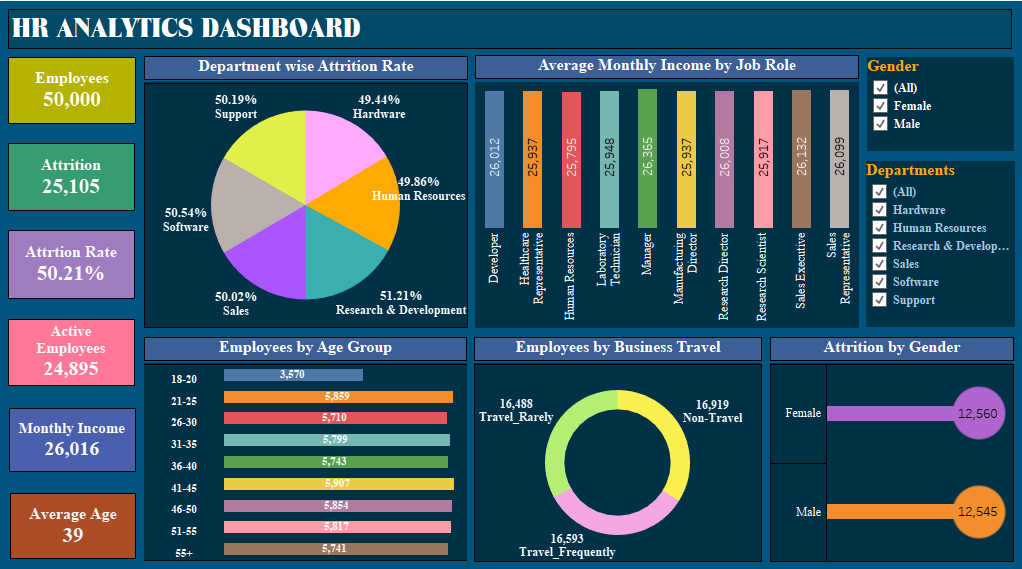 HR ANALYTICS DASHBOARD
Employees
50,000
Attrition
25,105
Attrtion Rate
50.21%
Active
Employees
24,895
Monthly Income
26,016
Average Age
39
Department wise Attrition Rate
50.19%
Support
49.44%
Hardware
49.86%
Human Resources
50.54%
Software
50.02%
Sales
51.21%
Research & Development
Average Monthly Income by Job Role
26,012
25,937
25,795
25,948
26,365
25,937
26,008
25,917
26,132
26,099
Developer
Healthcare
Representative
Human Resources
Laboratory
Technician
Manager
Manufacturing
Director
Research Director
Research Scientist
Sales Executive
Sales
Representative
Gender
(All)
Female
Male
Departments
(All)
Hardware
Human Resources
Research & Develop...
Sales
Software
Support
Employees by Age Group
18-20 3,570
21-25 5,859
26-30 5,710
31-35 5,799
36-40 5,743
41-45 5,907
46-50 5,854
51-55 5,817
55+ 5,741
Employees by Business Travel
16,488
Travel_Rarely
16,919
Non-Travel
16,593
Travel_Frequently
Attrition by Gender
Female 12,560
Male 12,545